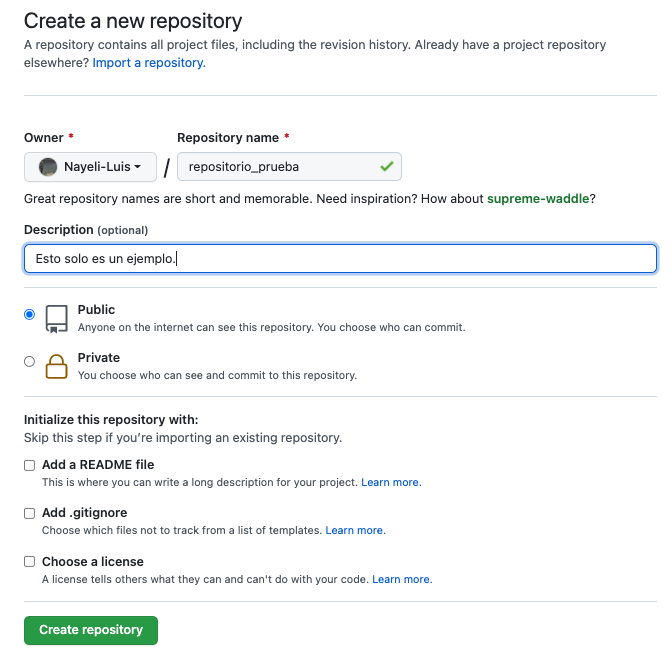 Create a new repository
A repository contains all project files, including the revision history. Already have a project repository
elsewhere? Import a repository.
Owner * Repository name *
Nayeli-Luis / repositorio_prueba
Great repository names are short and memorable. Need inspiration? How about supreme-waddle?
Description (optional)
Esto solo es un ejemplo.
Public
Anyone on the internet can see this repository. You choose who can commit.
Private
You choose who can see and commit to this repository.
Initialize this repository with:
Skip this step if you’re importing an existing repository.
Add a README file
This is where you can write a long description for your project. Learn more.
Add .gitignore
Choose which files not to track from a list of templates. Learn more.
Choose a license
A license tells others what they can and can't do with your code. Learn more.
Create repository